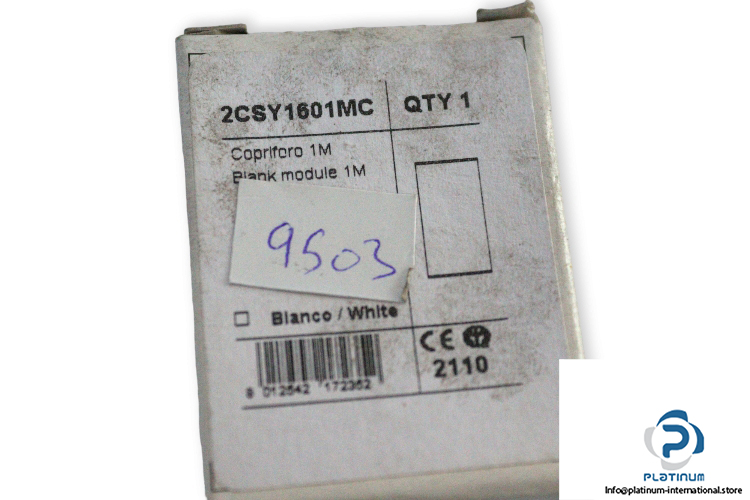 2CSY1601MC
QTY 1
Copriforo 1M
Blank module 1M
9503
Bianco / White
CE
2110
8 012542 172352
PLATINUM
Info@platinum-international.store